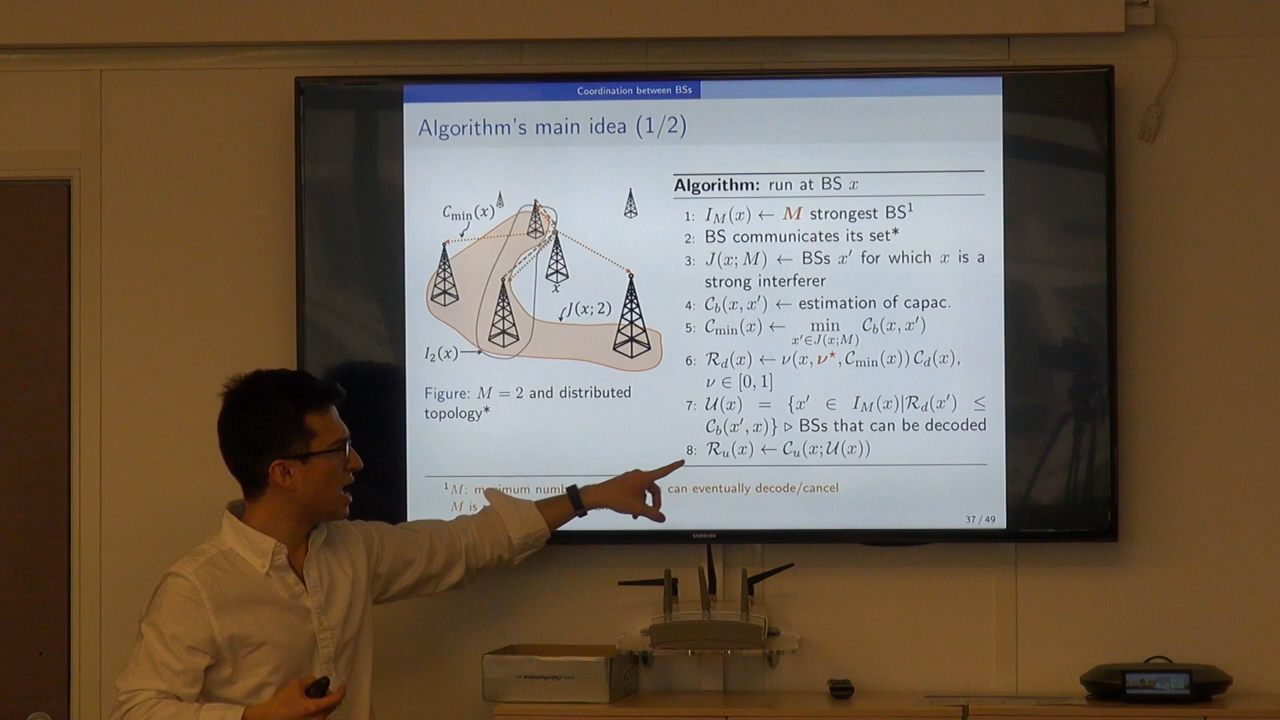 Coordination between BSs
Algorithm's main idea (1/2)
C_min(x)
x
J(x; 2)
I_2(x)
Figure: M = 2 and distributed
topology*
Algorithm: run at BS x
1: I_M(x) ← M strongest BS¹
2: BS communicates its set*
3: J(x; M) ← BSs x′ for which x is a
strong interferer
4: C_b(x, x′) ← estimation of capac.
5: C_min(x) ← min C_b(x, x′)
x′∈J(x;M)
6: R_d(x) ← ν(x, ν*, C_min(x)) C_d(x),
ν ∈ [0, 1]
7: U(x) = {x′ ∈ I_M(x)|R_d(x′) ≤
C_b(x′, x)} ▷ BSs that can be decoded
8: R_u(x) ← C_u(x; U(x))
¹M: can eventually decode/cancel
M is
37 / 49
SAMSUNG